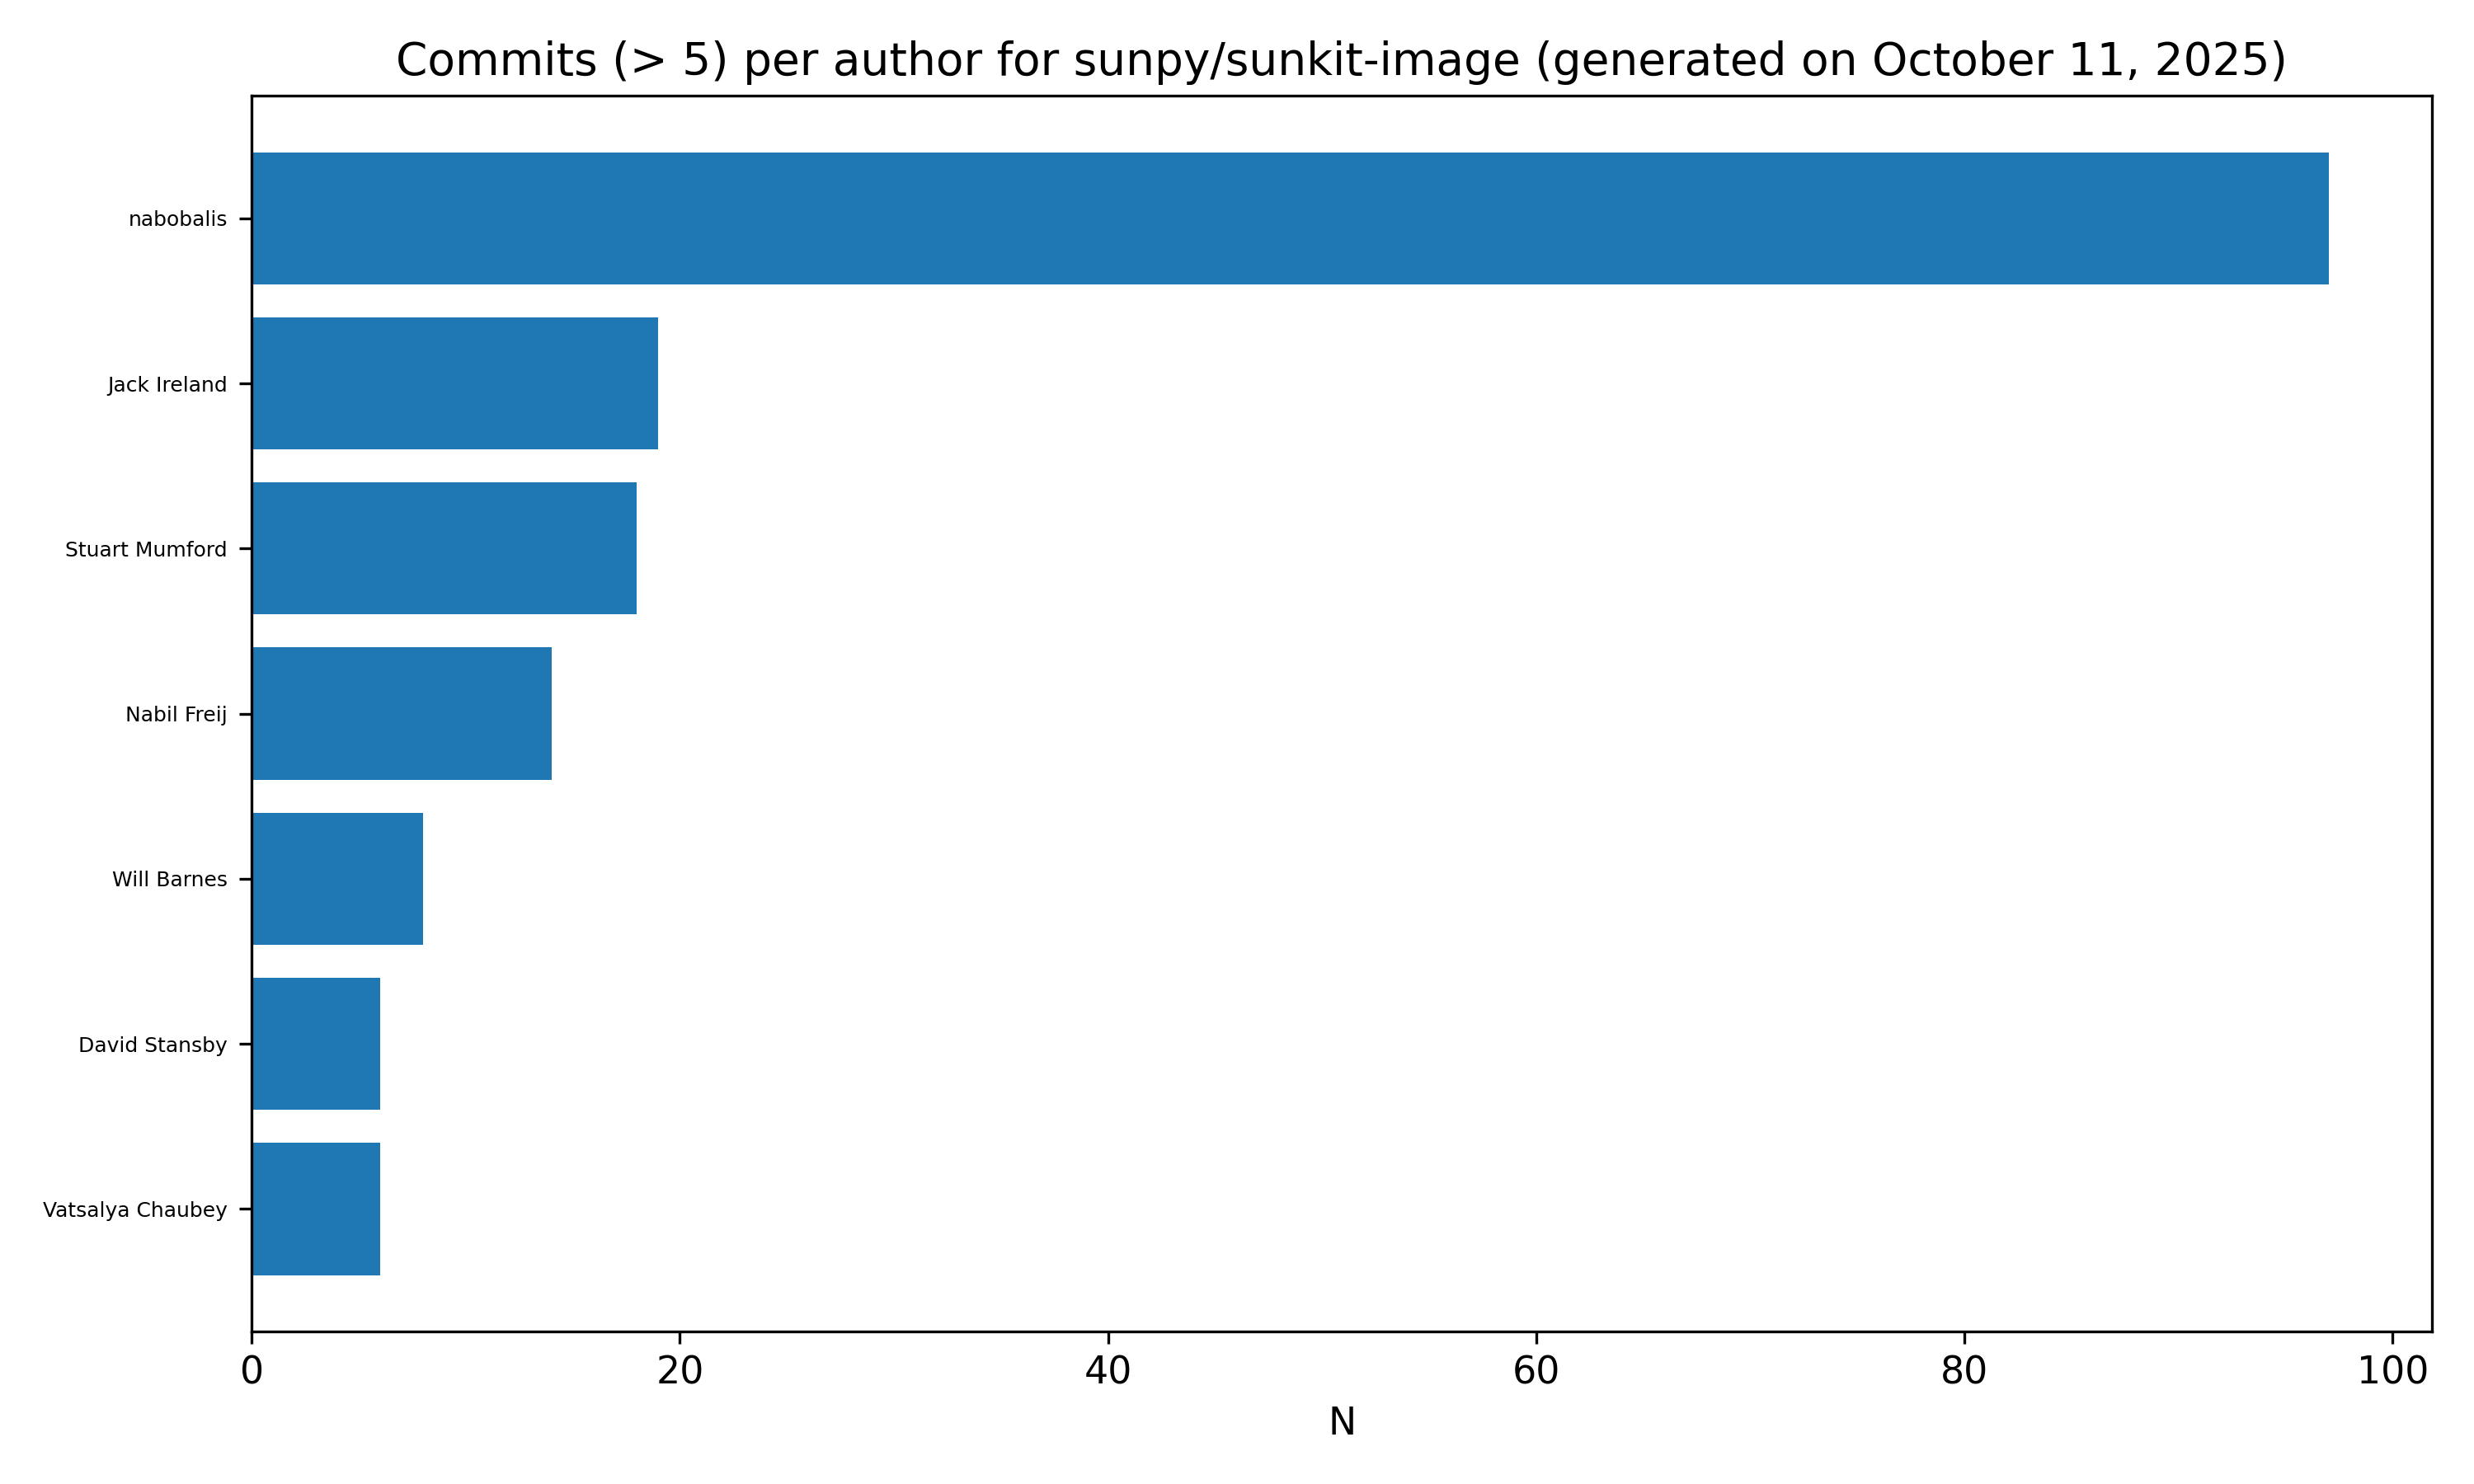 Commits (> 5) per author for sunpy/sunkit-image (generated on October 11, 2025)
nabobalis
Jack Ireland
Stuart Mumford
Nabil Freij
Will Barnes
David Stansby
Vatsalya Chaubey
0 20 40 60 80 100
N